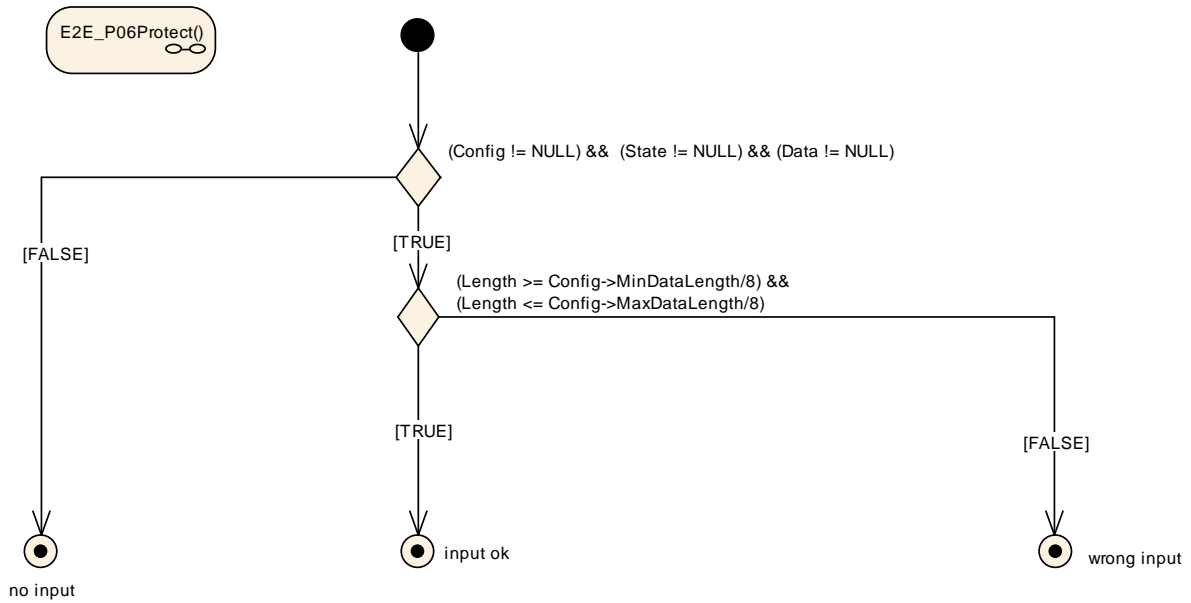 E2E_P06Protect()
(Config != NULL) && (State != NULL) && (Data != NULL)
[FALSE]
[TRUE]
(Length >= Config->MinDataLength/8) &&
(Length <= Config->MaxDataLength/8)
[TRUE]
[FALSE]
input ok
wrong input
no input